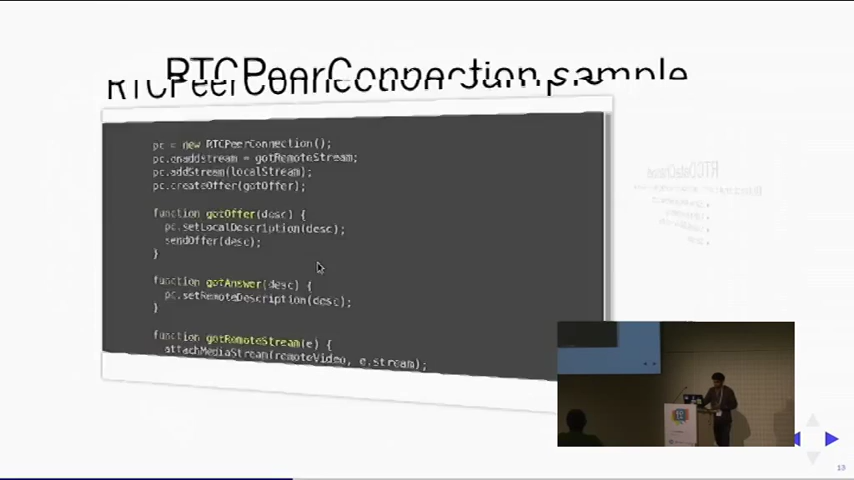 RTCPeerConnection sample
pc = new RTCPeerConnection();
pc.onaddstream = gotRemoteStream;
pc.addStream(localStream);
pc.createOffer(gotOffer);
function gotOffer(desc) {
pc.setLocalDescription(desc);
sendOffer(desc);
}
function gotAnswer(desc) {
pc.setRemoteDescription(desc);
}
function gotRemoteStream(e) {
attachMediaStream(remoteVideo, e.stream);
13